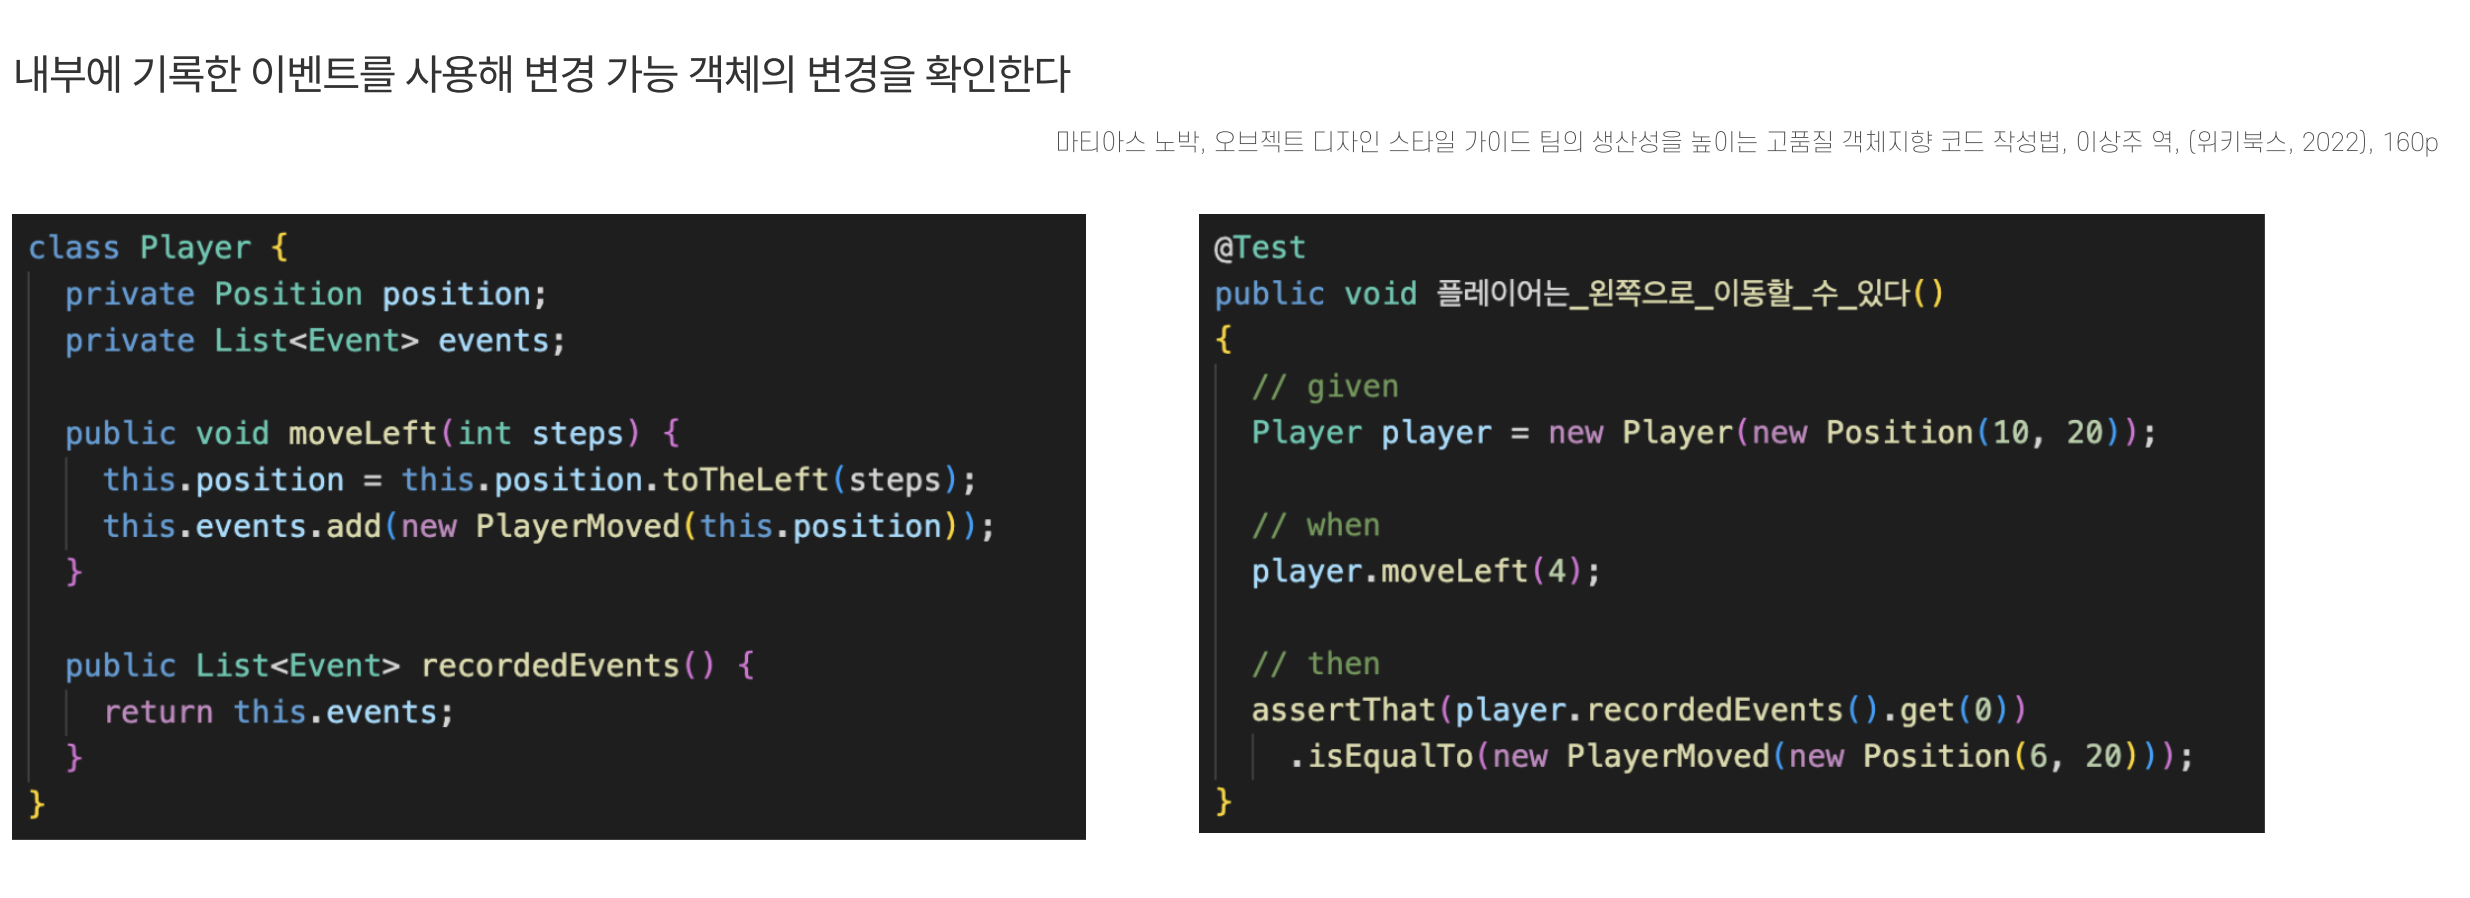 내부에 기록한 이벤트를 사용해 변경 가능 객체의 변경을 확인한다
마티아스 노박, 오브젝트 디자인 스타일 가이드 팀의 생산성을 높이는 고품질 객체지향 코드 작성법, 이상주 역, (위키북스, 2022), 160p
class Player {
  private Position position;
  private List<Event> events;

  public void moveLeft(int steps) {
    this.position = this.position.toTheLeft(steps);
    this.events.add(new PlayerMoved(this.position));
  }

  public List<Event> recordedEvents() {
    return this.events;
  }
}
@Test
public void 플레이어는_왼쪽으로_이동할_수_있다()
{
  // given
  Player player = new Player(new Position(10, 20));

  // when
  player.moveLeft(4);

  // then
  assertThat(player.recordedEvents().get(0))
    .isEqualTo(new PlayerMoved(new Position(6, 20)));
}